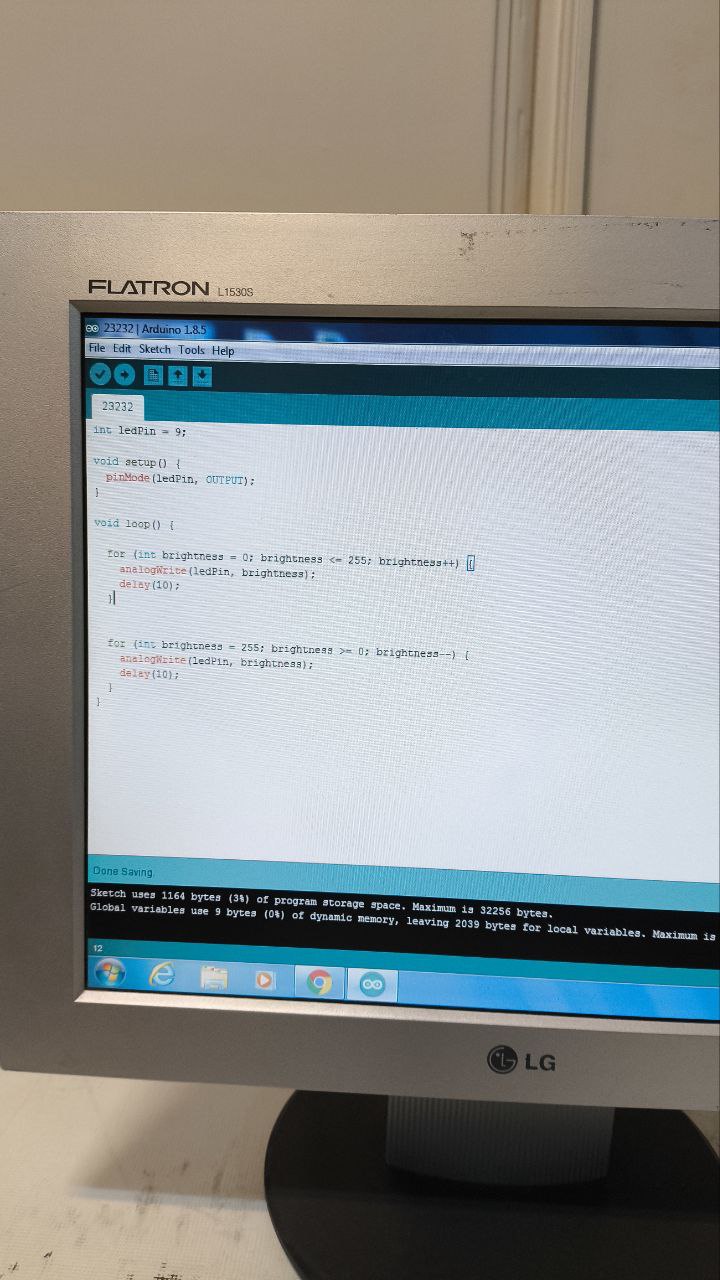 FLATRON L1530S
23232 | Arduino 1.8.5
File Edit Sketch Tools Help
23232
int ledPin = 9;
void setup() {
pinMode(ledPin, OUTPUT);
}
void loop() {
for (int brightness = 0; brightness <= 255; brightness++) {
analogWrite(ledPin, brightness);
delay(10);
}
for (int brightness = 255; brightness >= 0; brightness--) {
analogWrite(ledPin, brightness);
delay(10);
}
}
Done Saving.
Sketch uses 1164 bytes (3%) of program storage space. Maximum is 32256 bytes.
Global variables use 9 bytes (0%) of dynamic memory, leaving 2039 bytes for local variables. Maximum is
12
LG